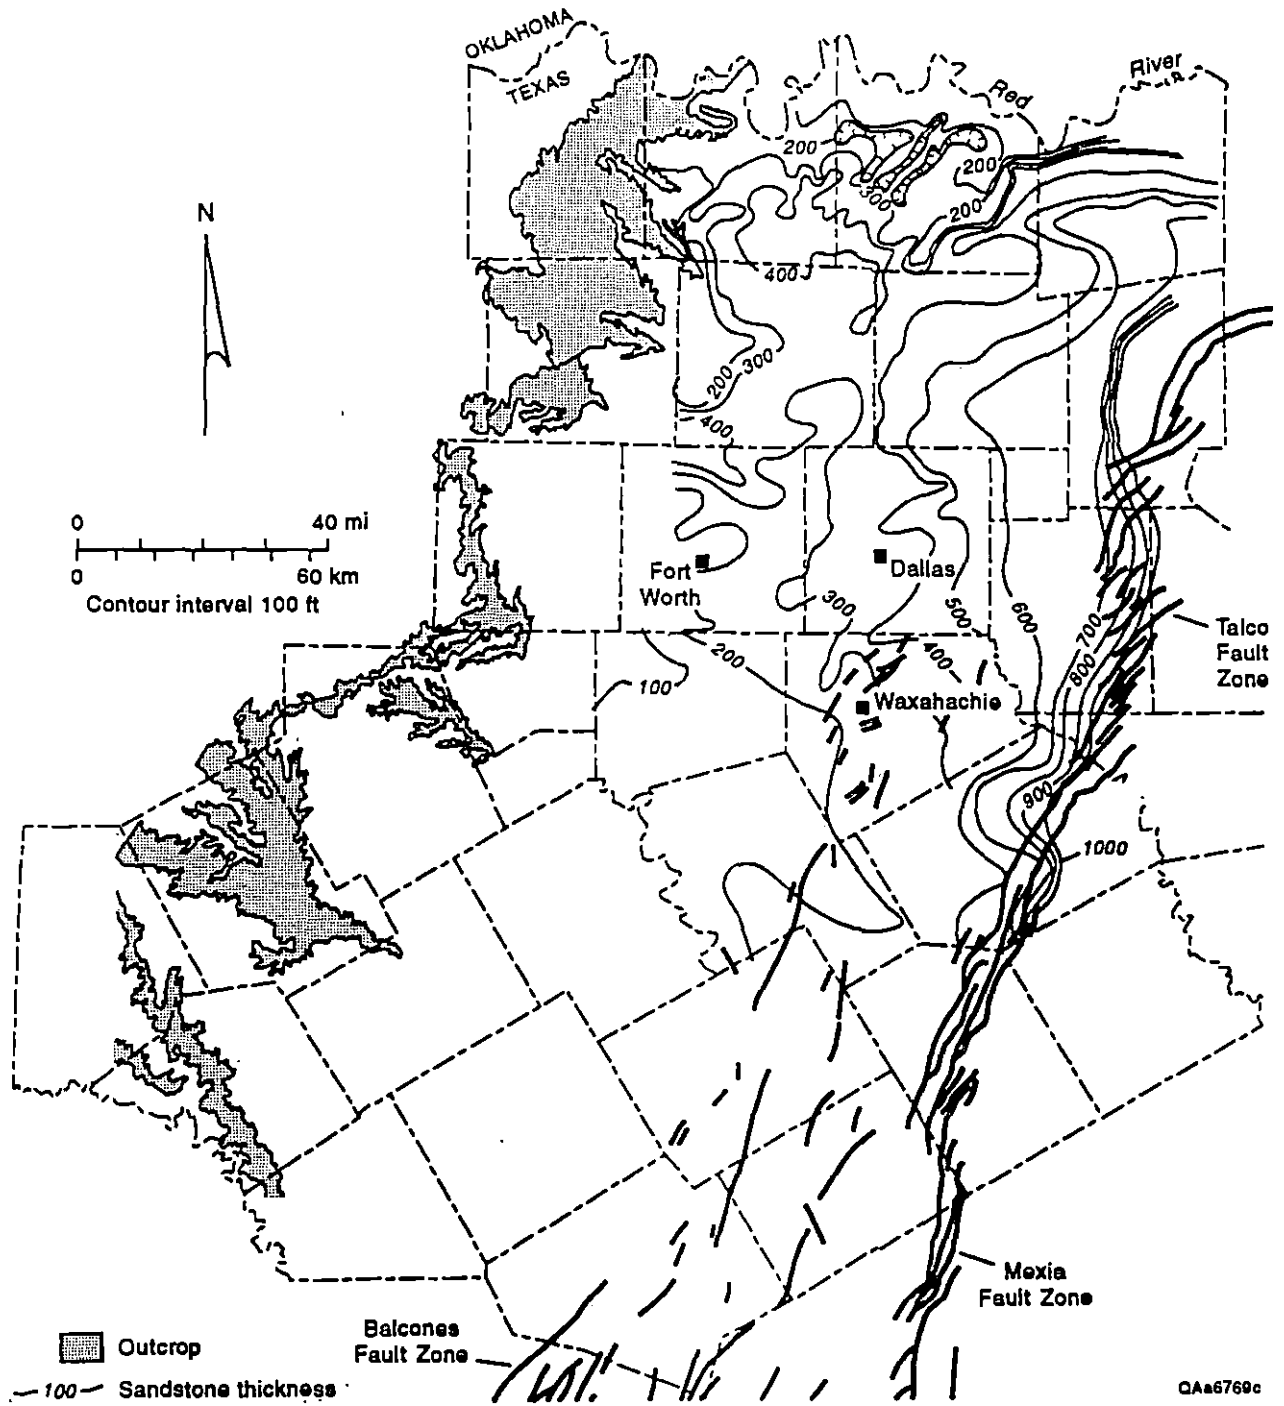 OKLAHOMA
TEXAS
Red
River
N
200
200
300
200
400
200
300
400
0 40 mi
0 60 km
Contour interval 100 ft
Fort
Worth
Dallas
300
500
600
700
800
Talco
Fault
Zone
200
400
100
Waxahachie
900
1000
Mexia
Fault Zone
Balcones
Fault Zone
Outcrop
100 Sandstone thickness
QAa6769c